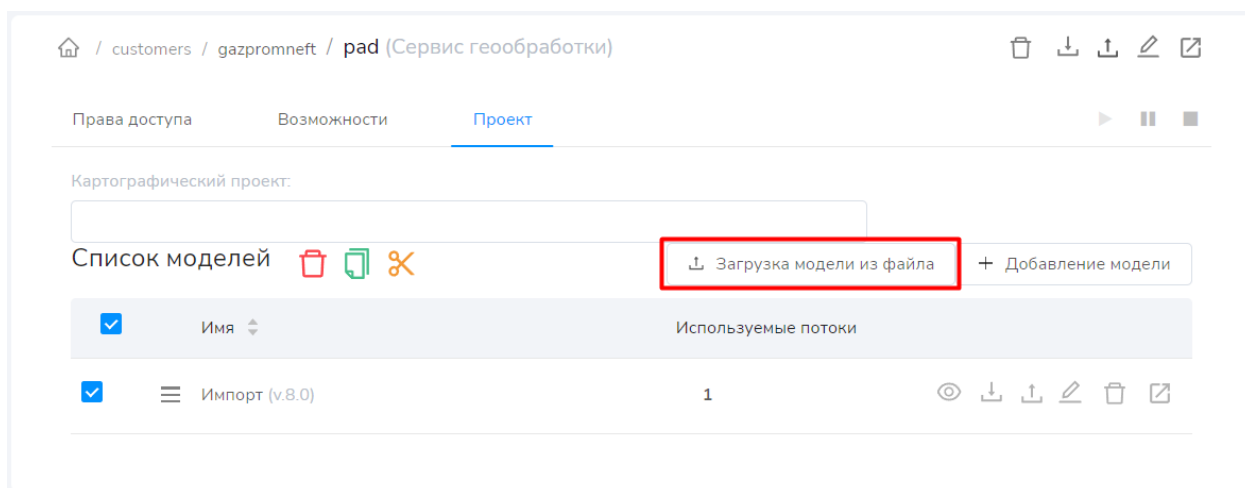 / customers / gazpromneft / pad (Сервис геообработки)
Права доступа Возможности Проект
Картографический проект:
Список моделей Загрузка модели из файла + Добавление модели
Имя Используемые потоки
Импорт (v.8.0) 1